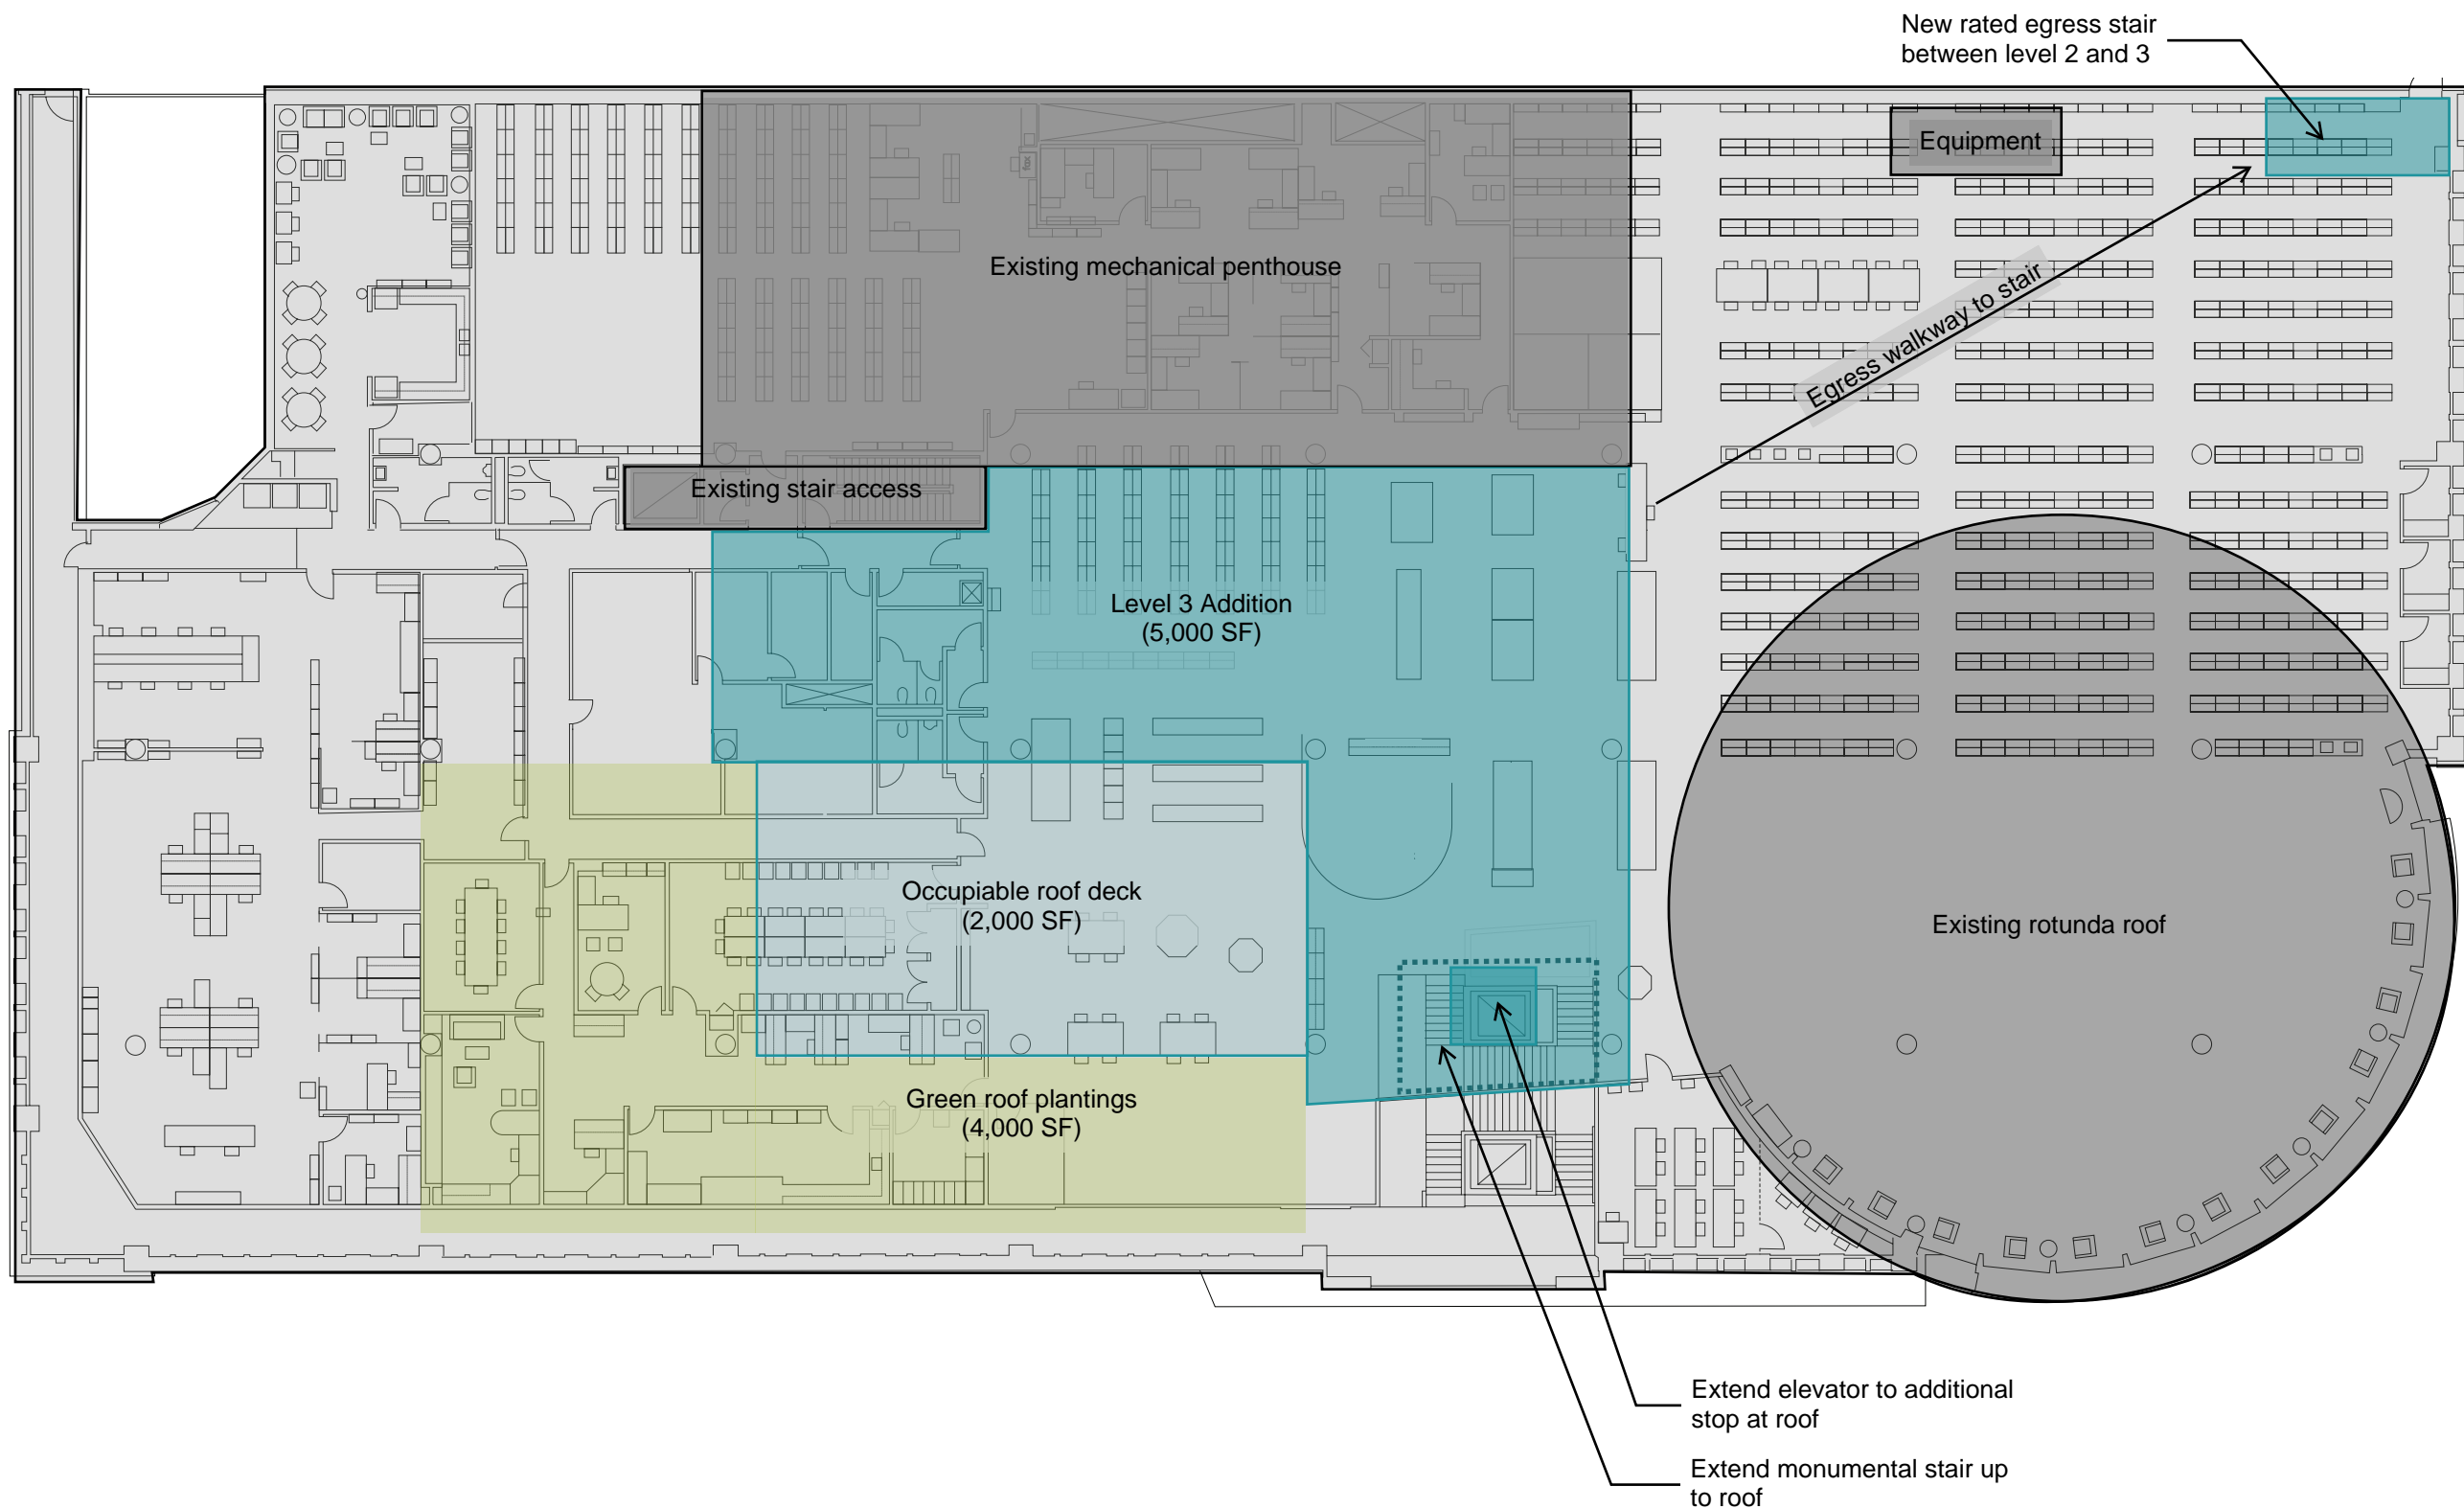 New rated egress stair
between level 2 and 3
Equipment
fax
Existing mechanical penthouse
Egress walkway to stair
Existing stair access
Level 3 Addition
(5,000 SF)
Occupiable roof deck
(2,000 SF)
Existing rotunda roof
Green roof plantings
(4,000 SF)
Extend elevator to additional
stop at roof
Extend monumental stair up
to roof